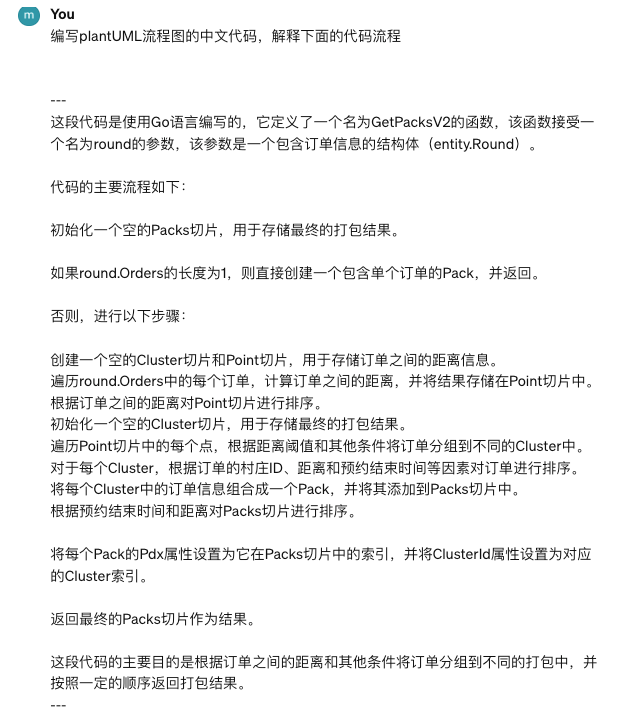 m
You
编写plantUML流程图的中文代码，解释下面的代码流程
---
这段代码是使用Go语言编写的，它定义了一个名为GetPacksV2的函数，该函数接受一
个名为round的参数，该参数是一个包含订单信息的结构体（entity.Round）。
代码的主要流程如下：
初始化一个空的Packs切片，用于存储最终的打包结果。
如果round.Orders的长度为1，则直接创建一个包含单个订单的Pack，并返回。
否则，进行以下步骤：
创建一个空的Cluster切片和Point切片，用于存储订单之间的距离信息。
遍历round.Orders中的每个订单，计算订单之间的距离，并将结果存储在Point切片中。
根据订单之间的距离对Point切片进行排序。
初始化一个空的Cluster切片，用于存储最终的打包结果。
遍历Point切片中的每个点，根据距离阈值和其他条件将订单分组到不同的Cluster中。
对于每个Cluster，根据订单的村庄ID、距离和预约结束时间等因素对订单进行排序。
将每个Cluster中的订单信息组合成一个Pack，并将其添加到Packs切片中。
根据预约结束时间和距离对Packs切片进行排序。
将每个Pack的Pdx属性设置为它在Packs切片中的索引，并将ClusterId属性设置为对应
的Cluster索引。
返回最终的Packs切片作为结果。
这段代码的主要目的是根据订单之间的距离和其他条件将订单分组到不同的打包中，并
按照一定的顺序返回打包结果。
---